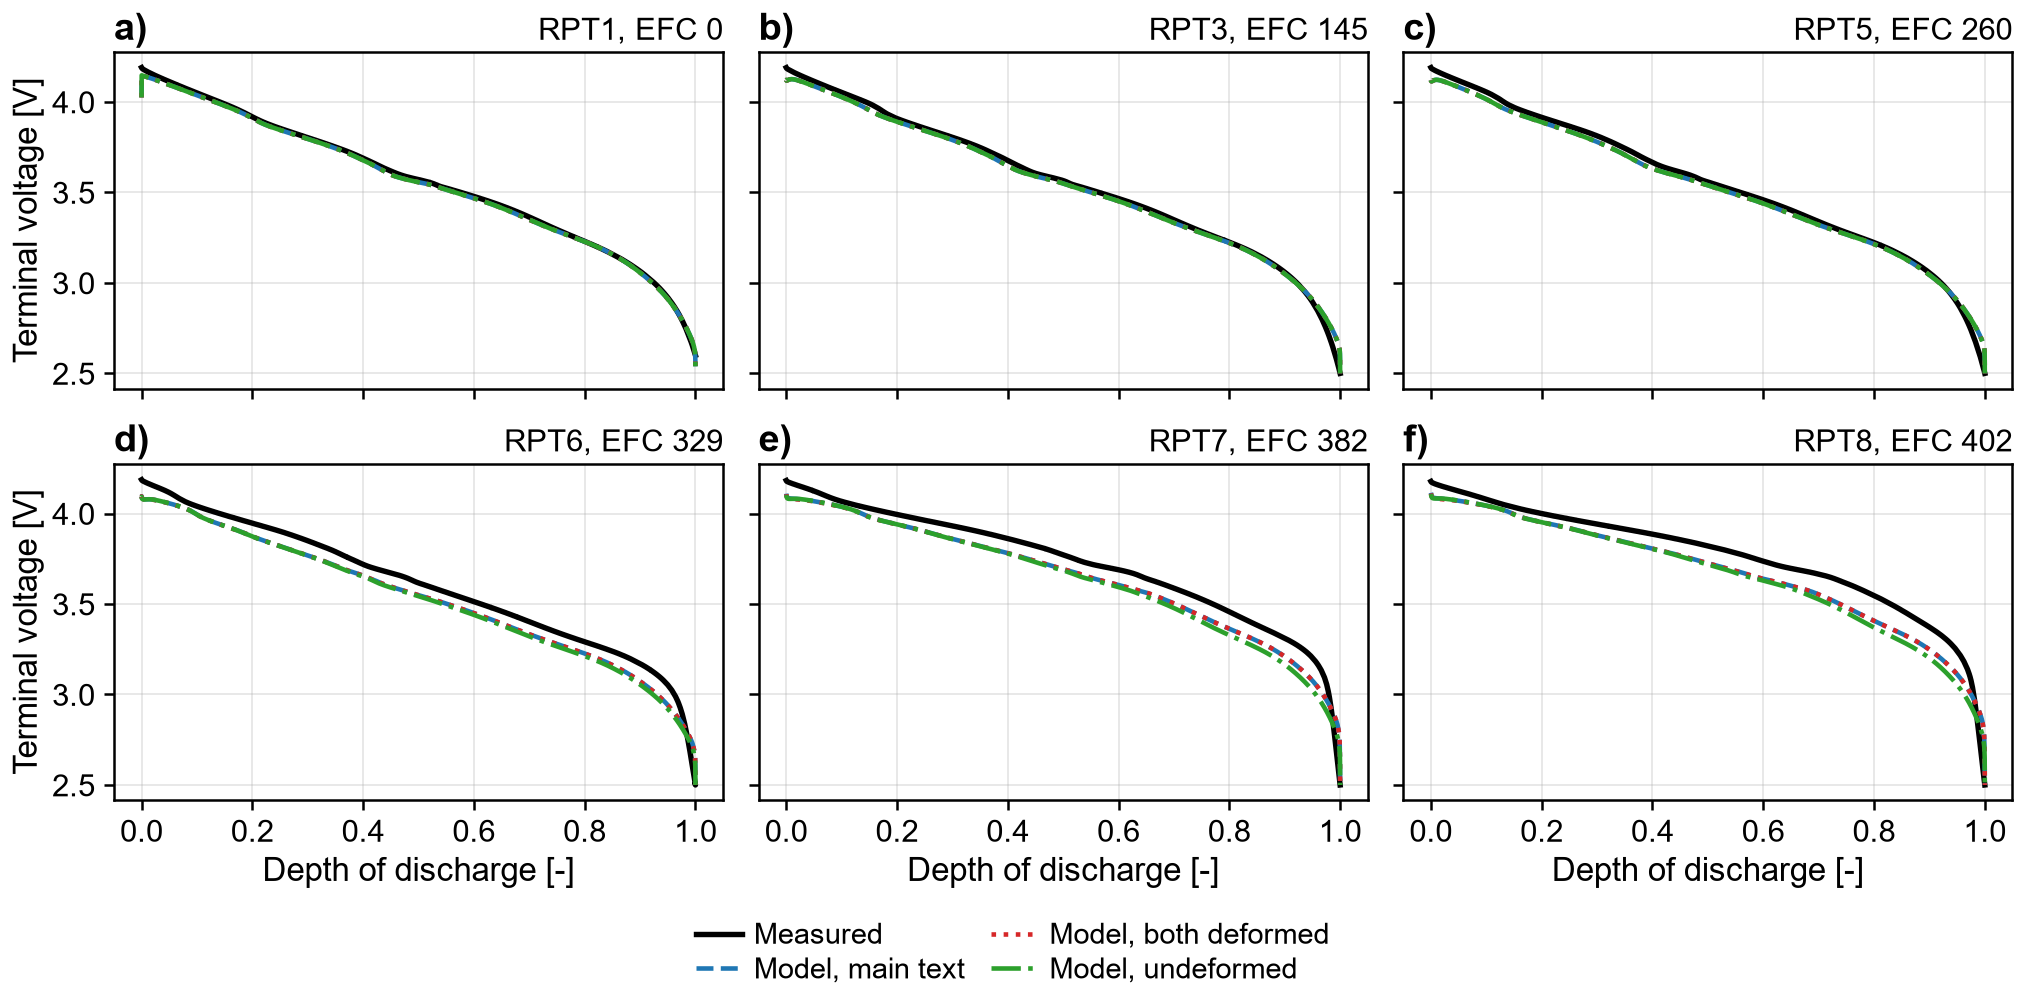 a) RPT1, EFC 0
b) RPT3, EFC 145
c) RPT5, EFC 260
Terminal voltage [V]
4.0
3.5
3.0
2.5
d) RPT6, EFC 329
e) RPT7, EFC 382
f) RPT8, EFC 402
Terminal voltage [V]
4.0
3.5
3.0
2.5
0.0 0.2 0.4 0.6 0.8 1.0
0.0 0.2 0.4 0.6 0.8 1.0
0.0 0.2 0.4 0.6 0.8 1.0
Depth of discharge [-]
Depth of discharge [-]
Depth of discharge [-]
Measured
Model, main text
Model, both deformed
Model, undeformed